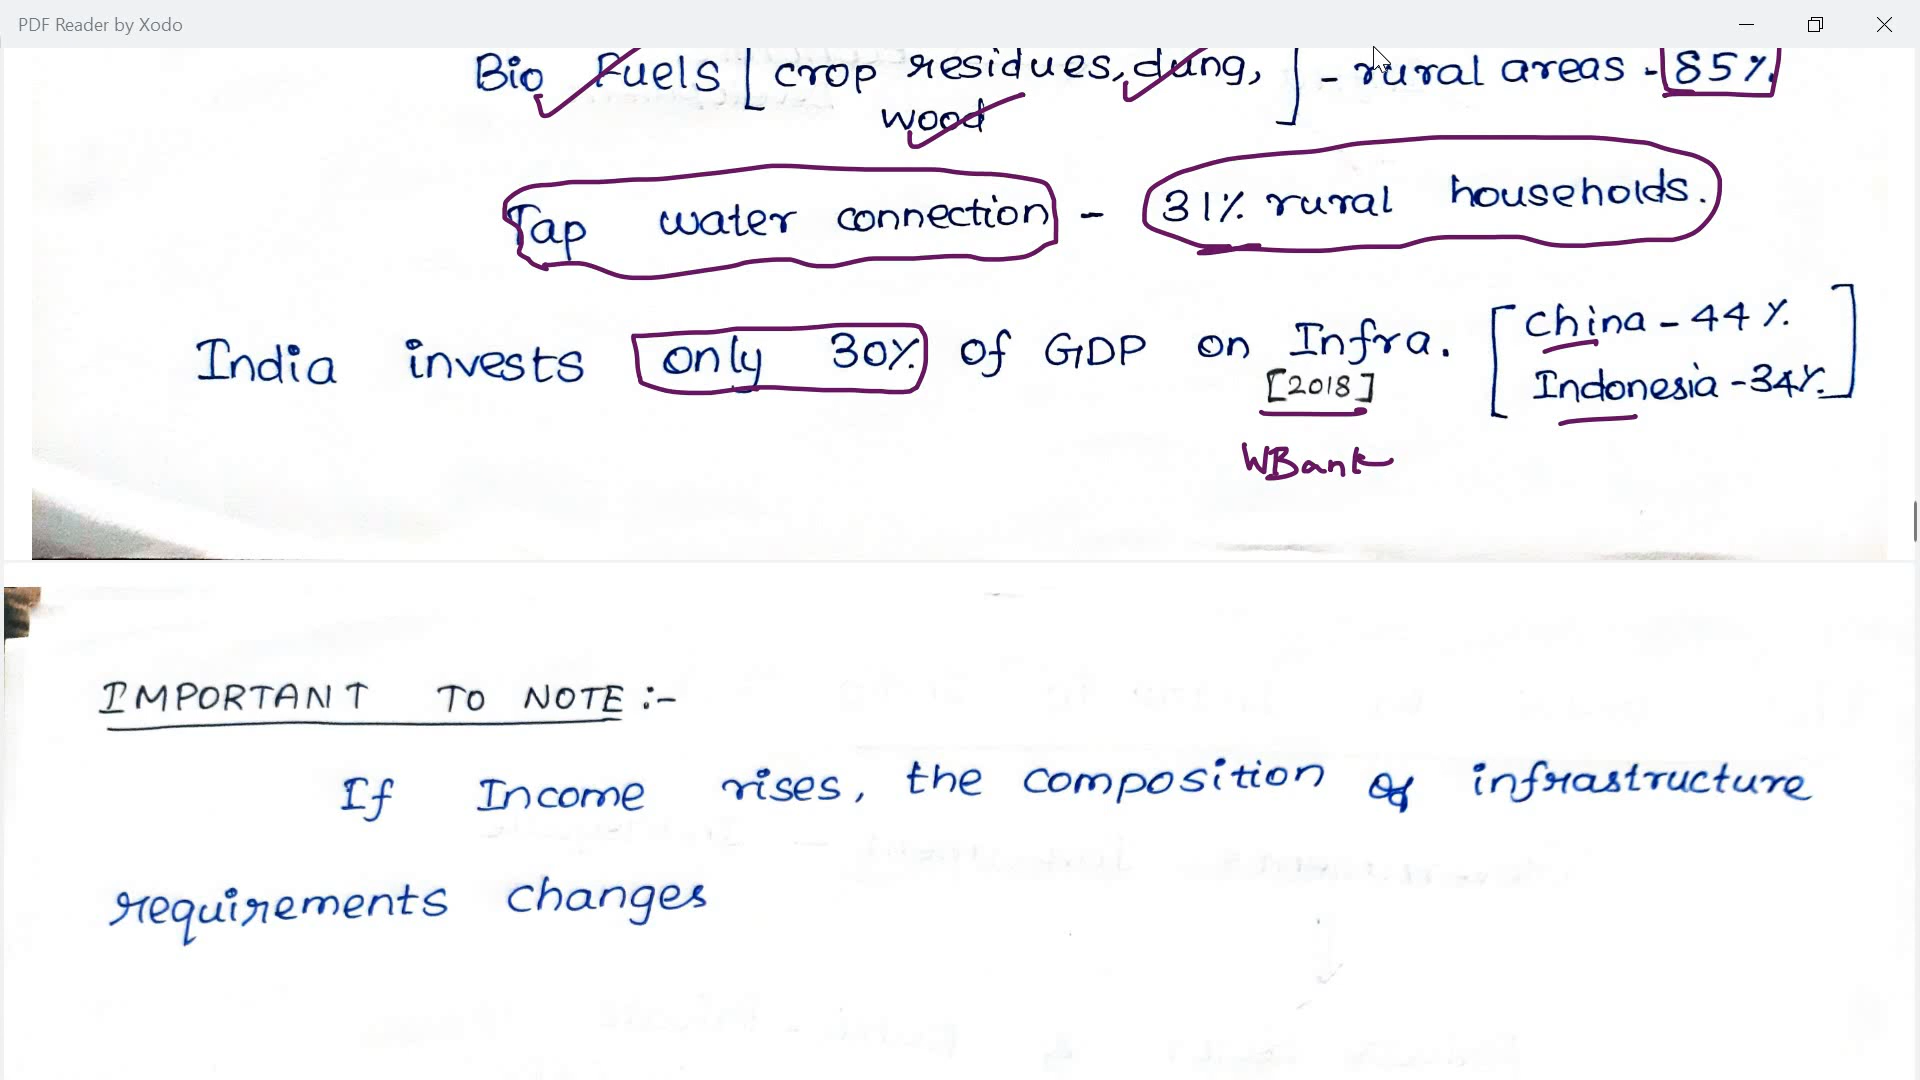 PDF Reader by Xodo
Bio Fuels [crop residues, dung, wood] - rural areas - 85%.
Tap water connection - 31% rural households.
India invests only 30% of GDP on Infra. [China - 44%.
[2018] Indonesia - 34%.]
WBank
IMPORTANT TO NOTE :-
If Income rises, the composition of infrastructure
requirements changes